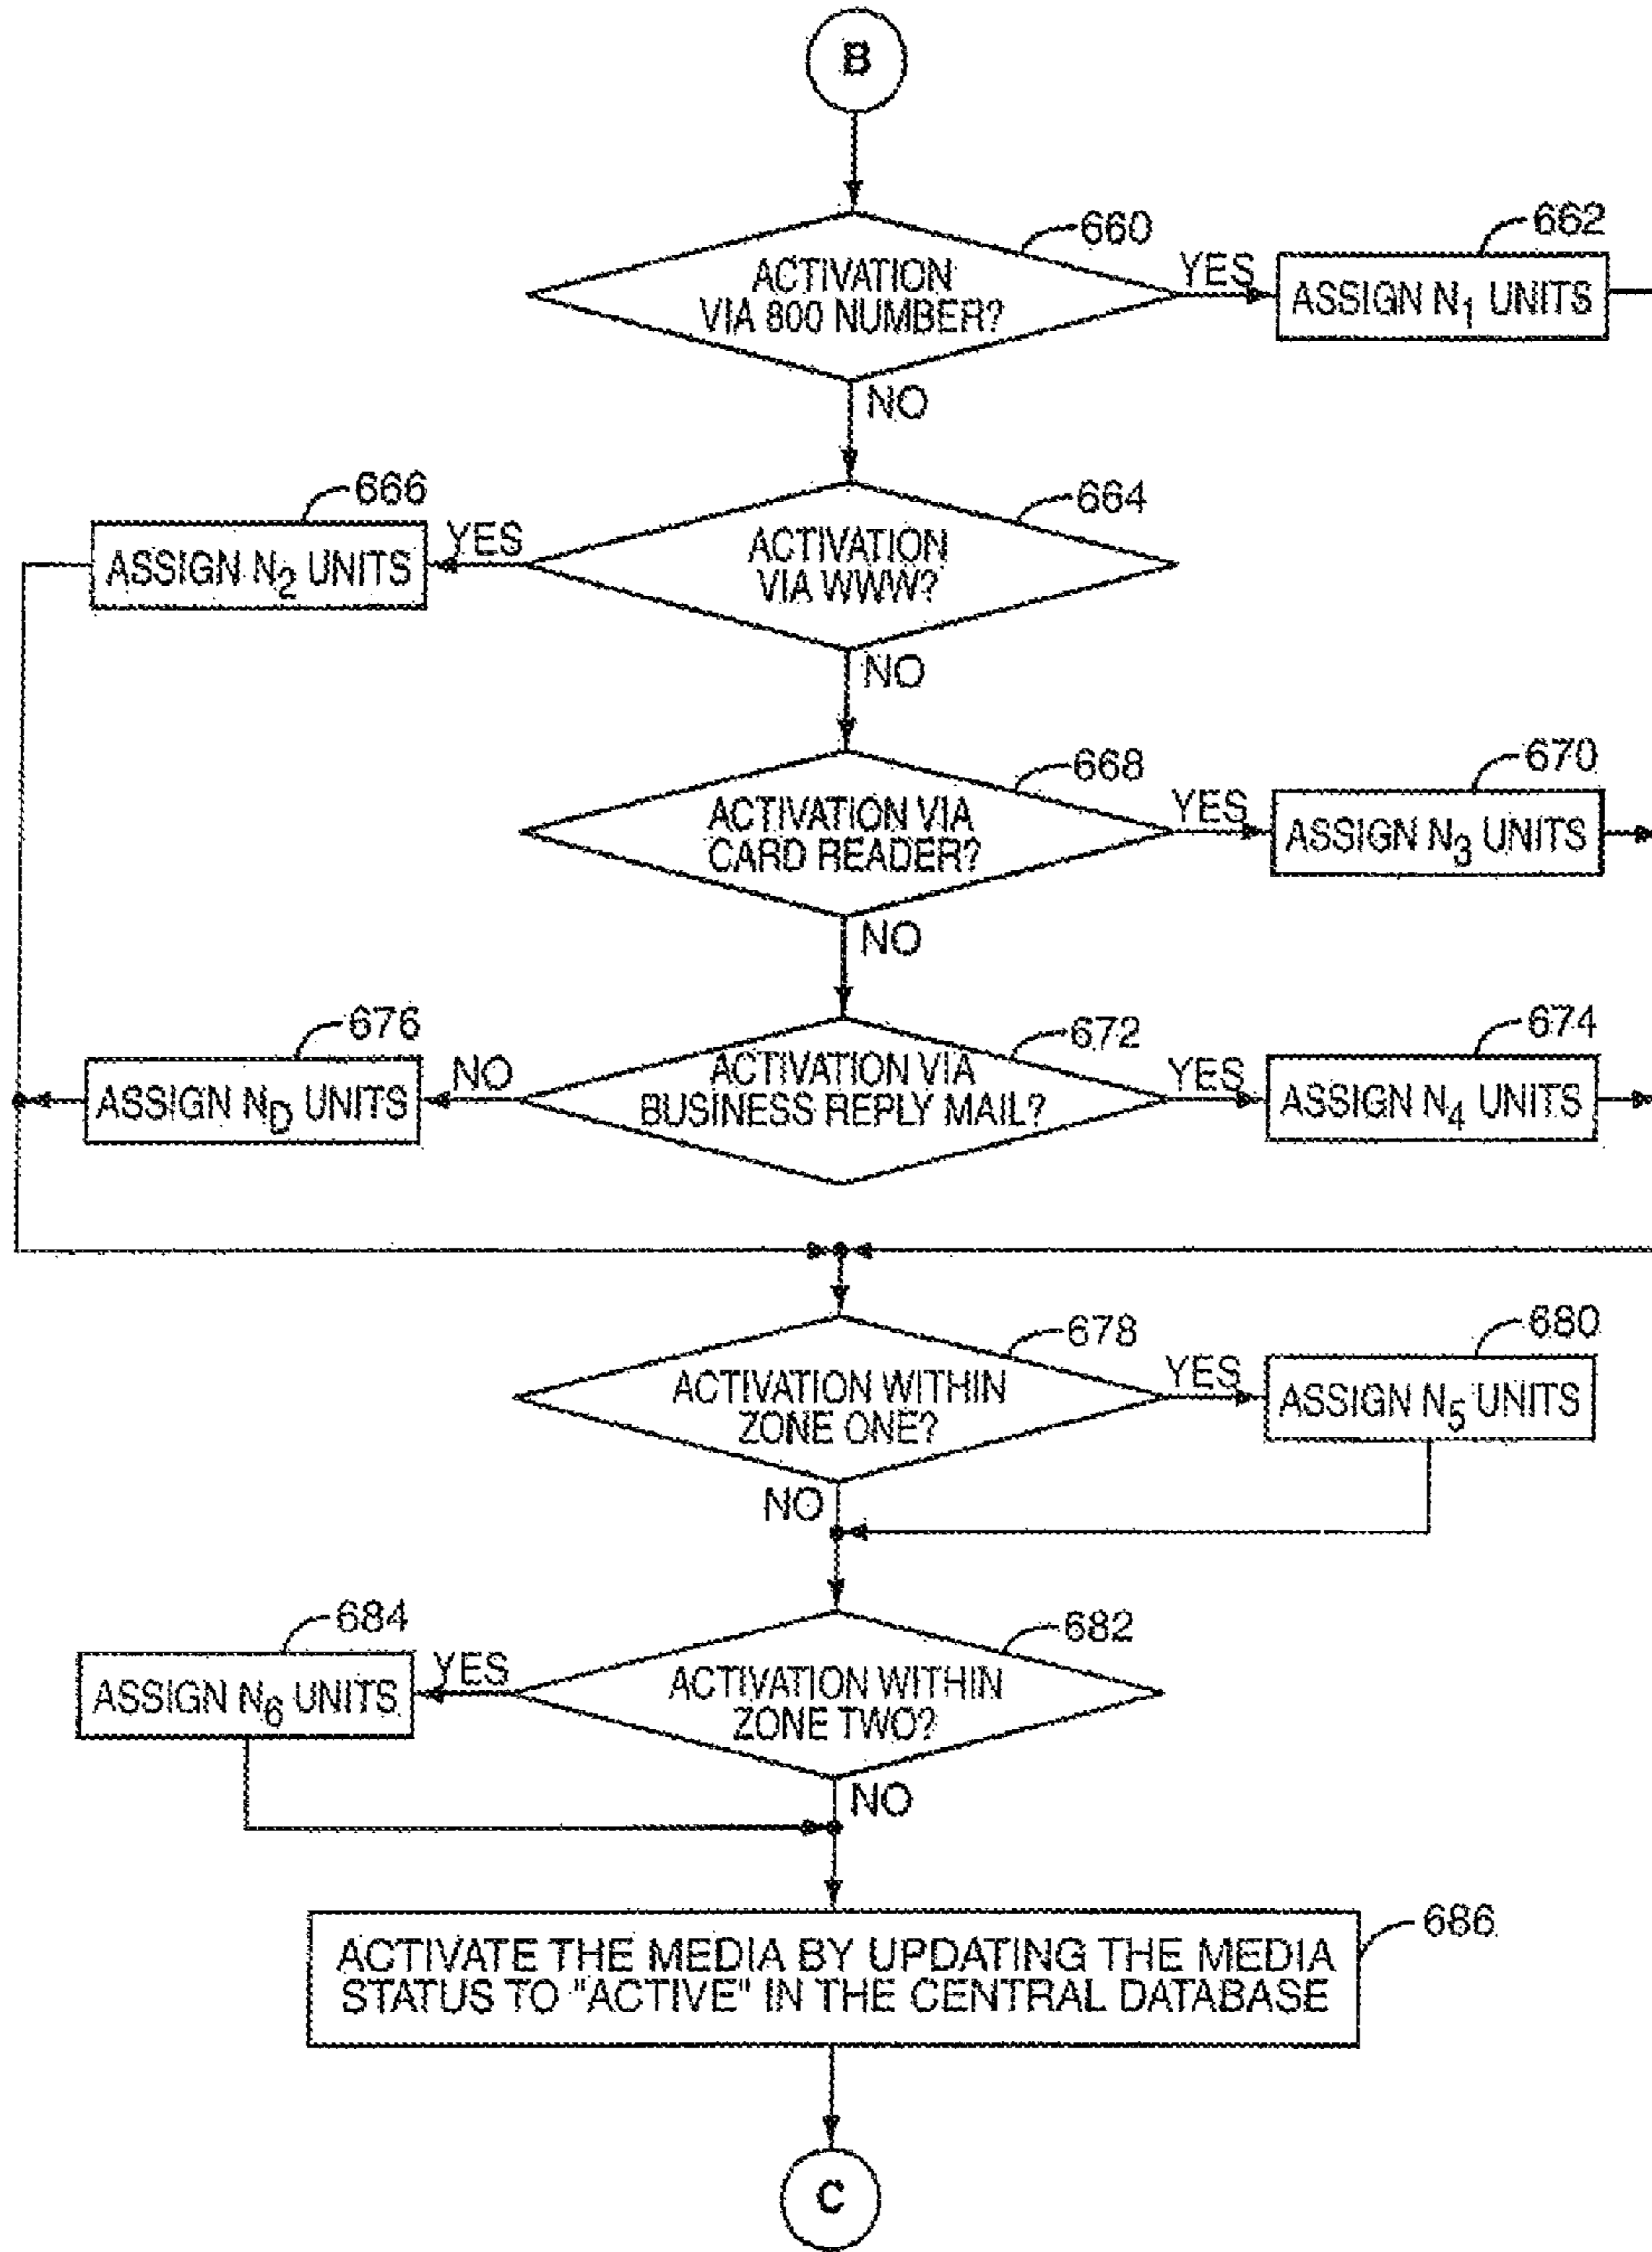 B
660
662
ACTIVATION
VIA 800 NUMBER?
YES
ASSIGN N1 UNITS
NO
666
664
ASSIGN N2 UNITS
YES
ACTIVATION
VIA WWW?
NO
668
670
ACTIVATION VIA
CARD READER?
YES
ASSIGN N3 UNITS
NO
676
672
674
ASSIGN ND UNITS
NO
ACTIVATION VIA
BUSINESS REPLY MAIL?
YES
ASSIGN N4 UNITS
678
680
ACTIVATION WITHIN
ZONE ONE?
YES
ASSIGN N5 UNITS
NO
684
682
ASSIGN N6 UNITS
YES
ACTIVATION WITHIN
ZONE TWO?
NO
686
ACTIVATE THE MEDIA BY UPDATING THE MEDIA
STATUS TO "ACTIVE" IN THE CENTRAL DATABASE
C